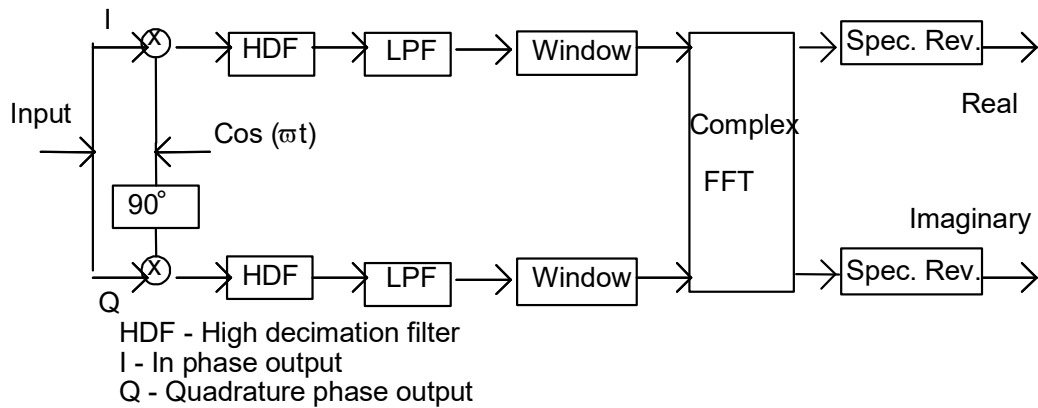 I
x
HDF
LPF
Window
Spec. Rev.
Input
Cos (ϖt)
Complex
FFT
Real
90°
Imaginary
x
HDF
LPF
Window
Spec. Rev.
Q
HDF - High decimation filter
I - In phase output
Q - Quadrature phase output